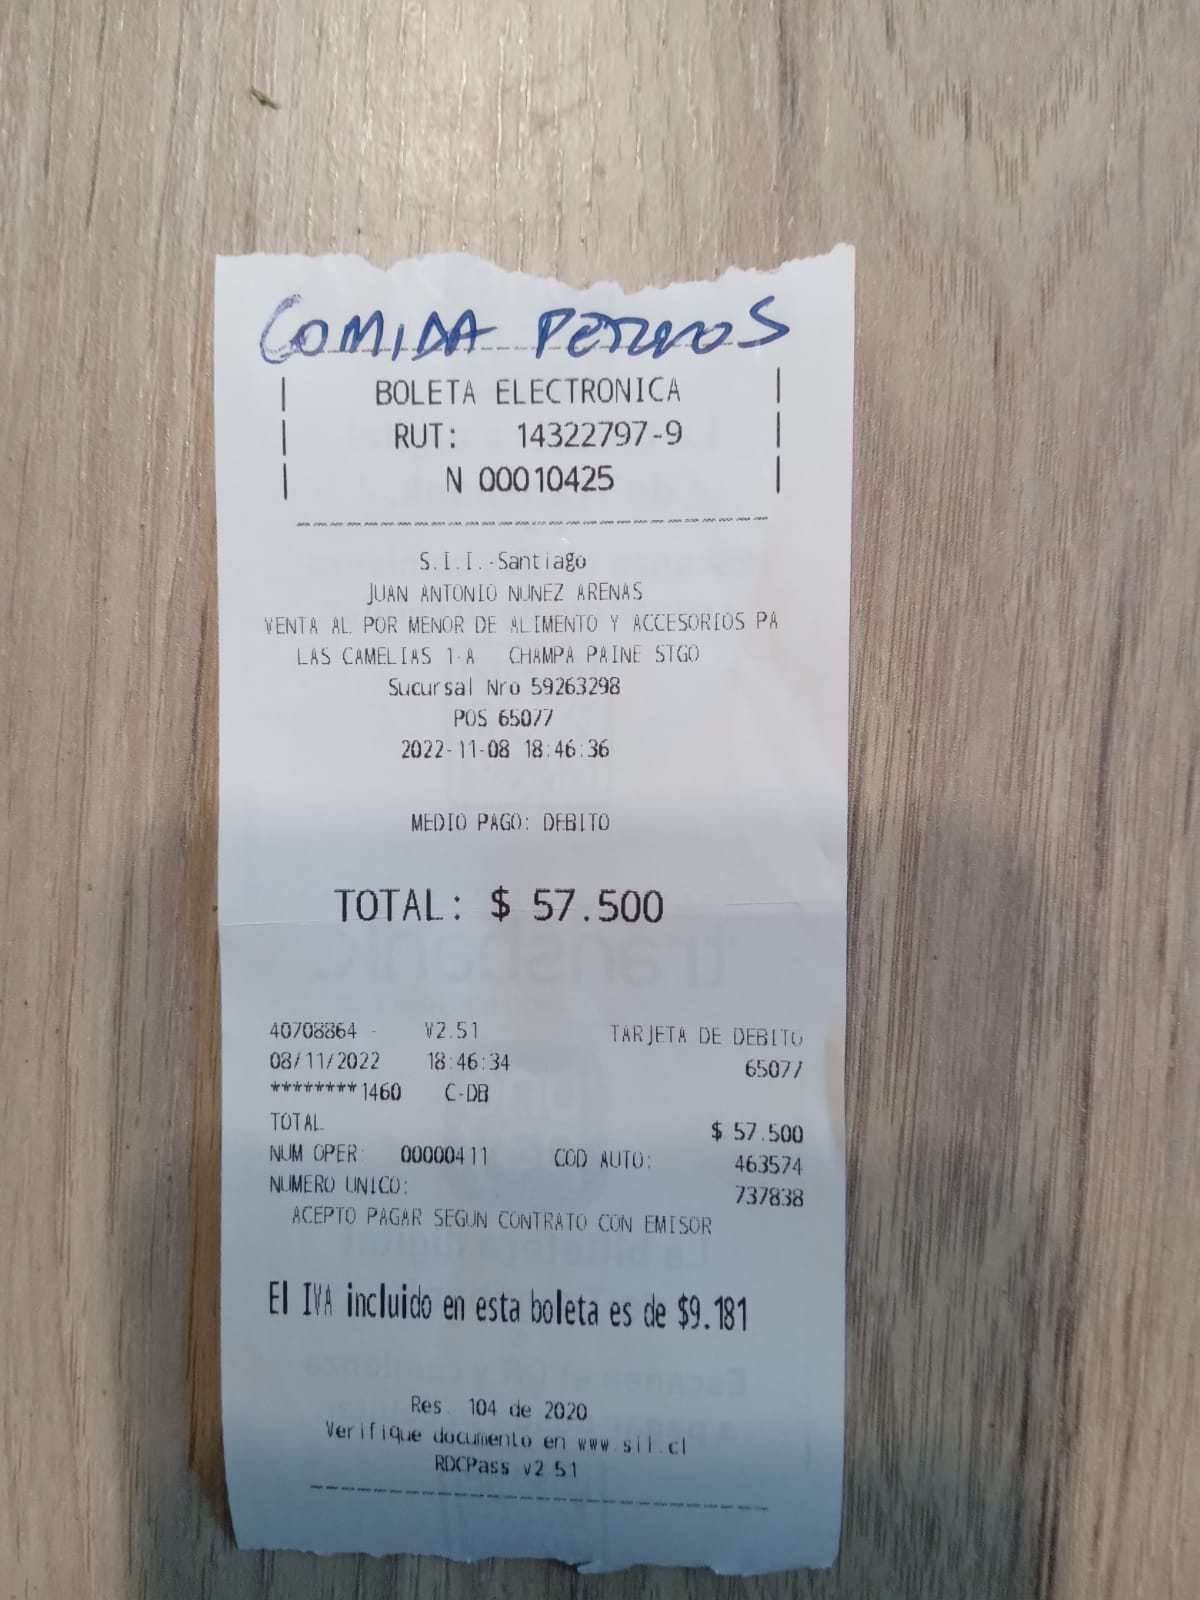 COMIDA PERROS
BOLETA ELECTRONICA
RUT: 14322797-9
N 00010425
S.I.I.-Santiago
JUAN ANTONIO NUNEZ ARENAS
VENTA AL POR MENOR DE ALIMENTO Y ACCESORIOS PA
LAS CAMELIAS 1-A CHAMPA PAINE STGO
Sucursal Nro 59263298
POS 65077
2022-11-08 18:46:36
MEDIO PAGO: DEBITO
TOTAL: $ 57.500
40708864 - V2.51 TARJETA DE DEBITO
08/11/2022 18:46:34 65077
********1460 C-DB
TOTAL $ 57.500
NUM OPER: 00000411 COD AUTO: 463574
NUMERO UNICO: 737838
ACEPTO PAGAR SEGUN CONTRATO CON EMISOR
El IVA incluido en esta boleta es de $9.181
Res. 104 de 2020
Verifique documento en www.sii.cl
RDCPass v2.51